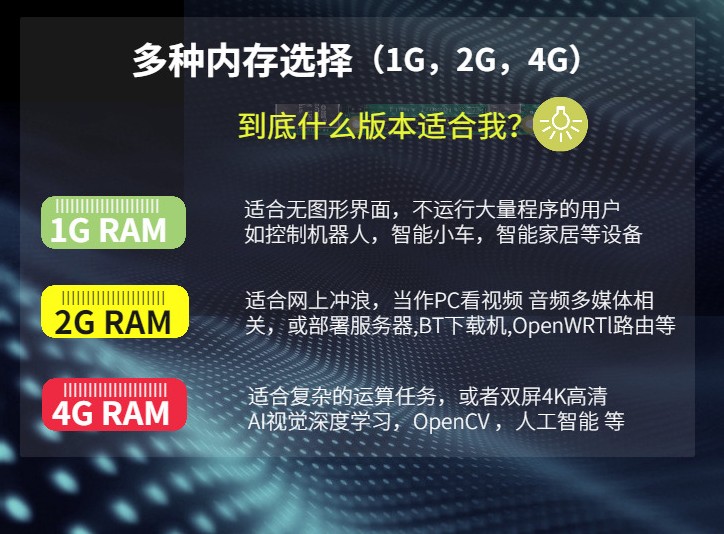 多种内存选择（1G，2G，4G）
到底什么版本适合我？
1G RAM
适合无图形界面，不运行大量程序的用户
如控制机器人，智能小车，智能家居等设备
2G RAM
适合网上冲浪，当作PC看视频 音频多媒体相
关，或部署服务器,BT下载机,OpenWRTl路由等
4G RAM
适合复杂的运算任务，或者双屏4K高清
AI视觉深度学习，OpenCV ，人工智能 等